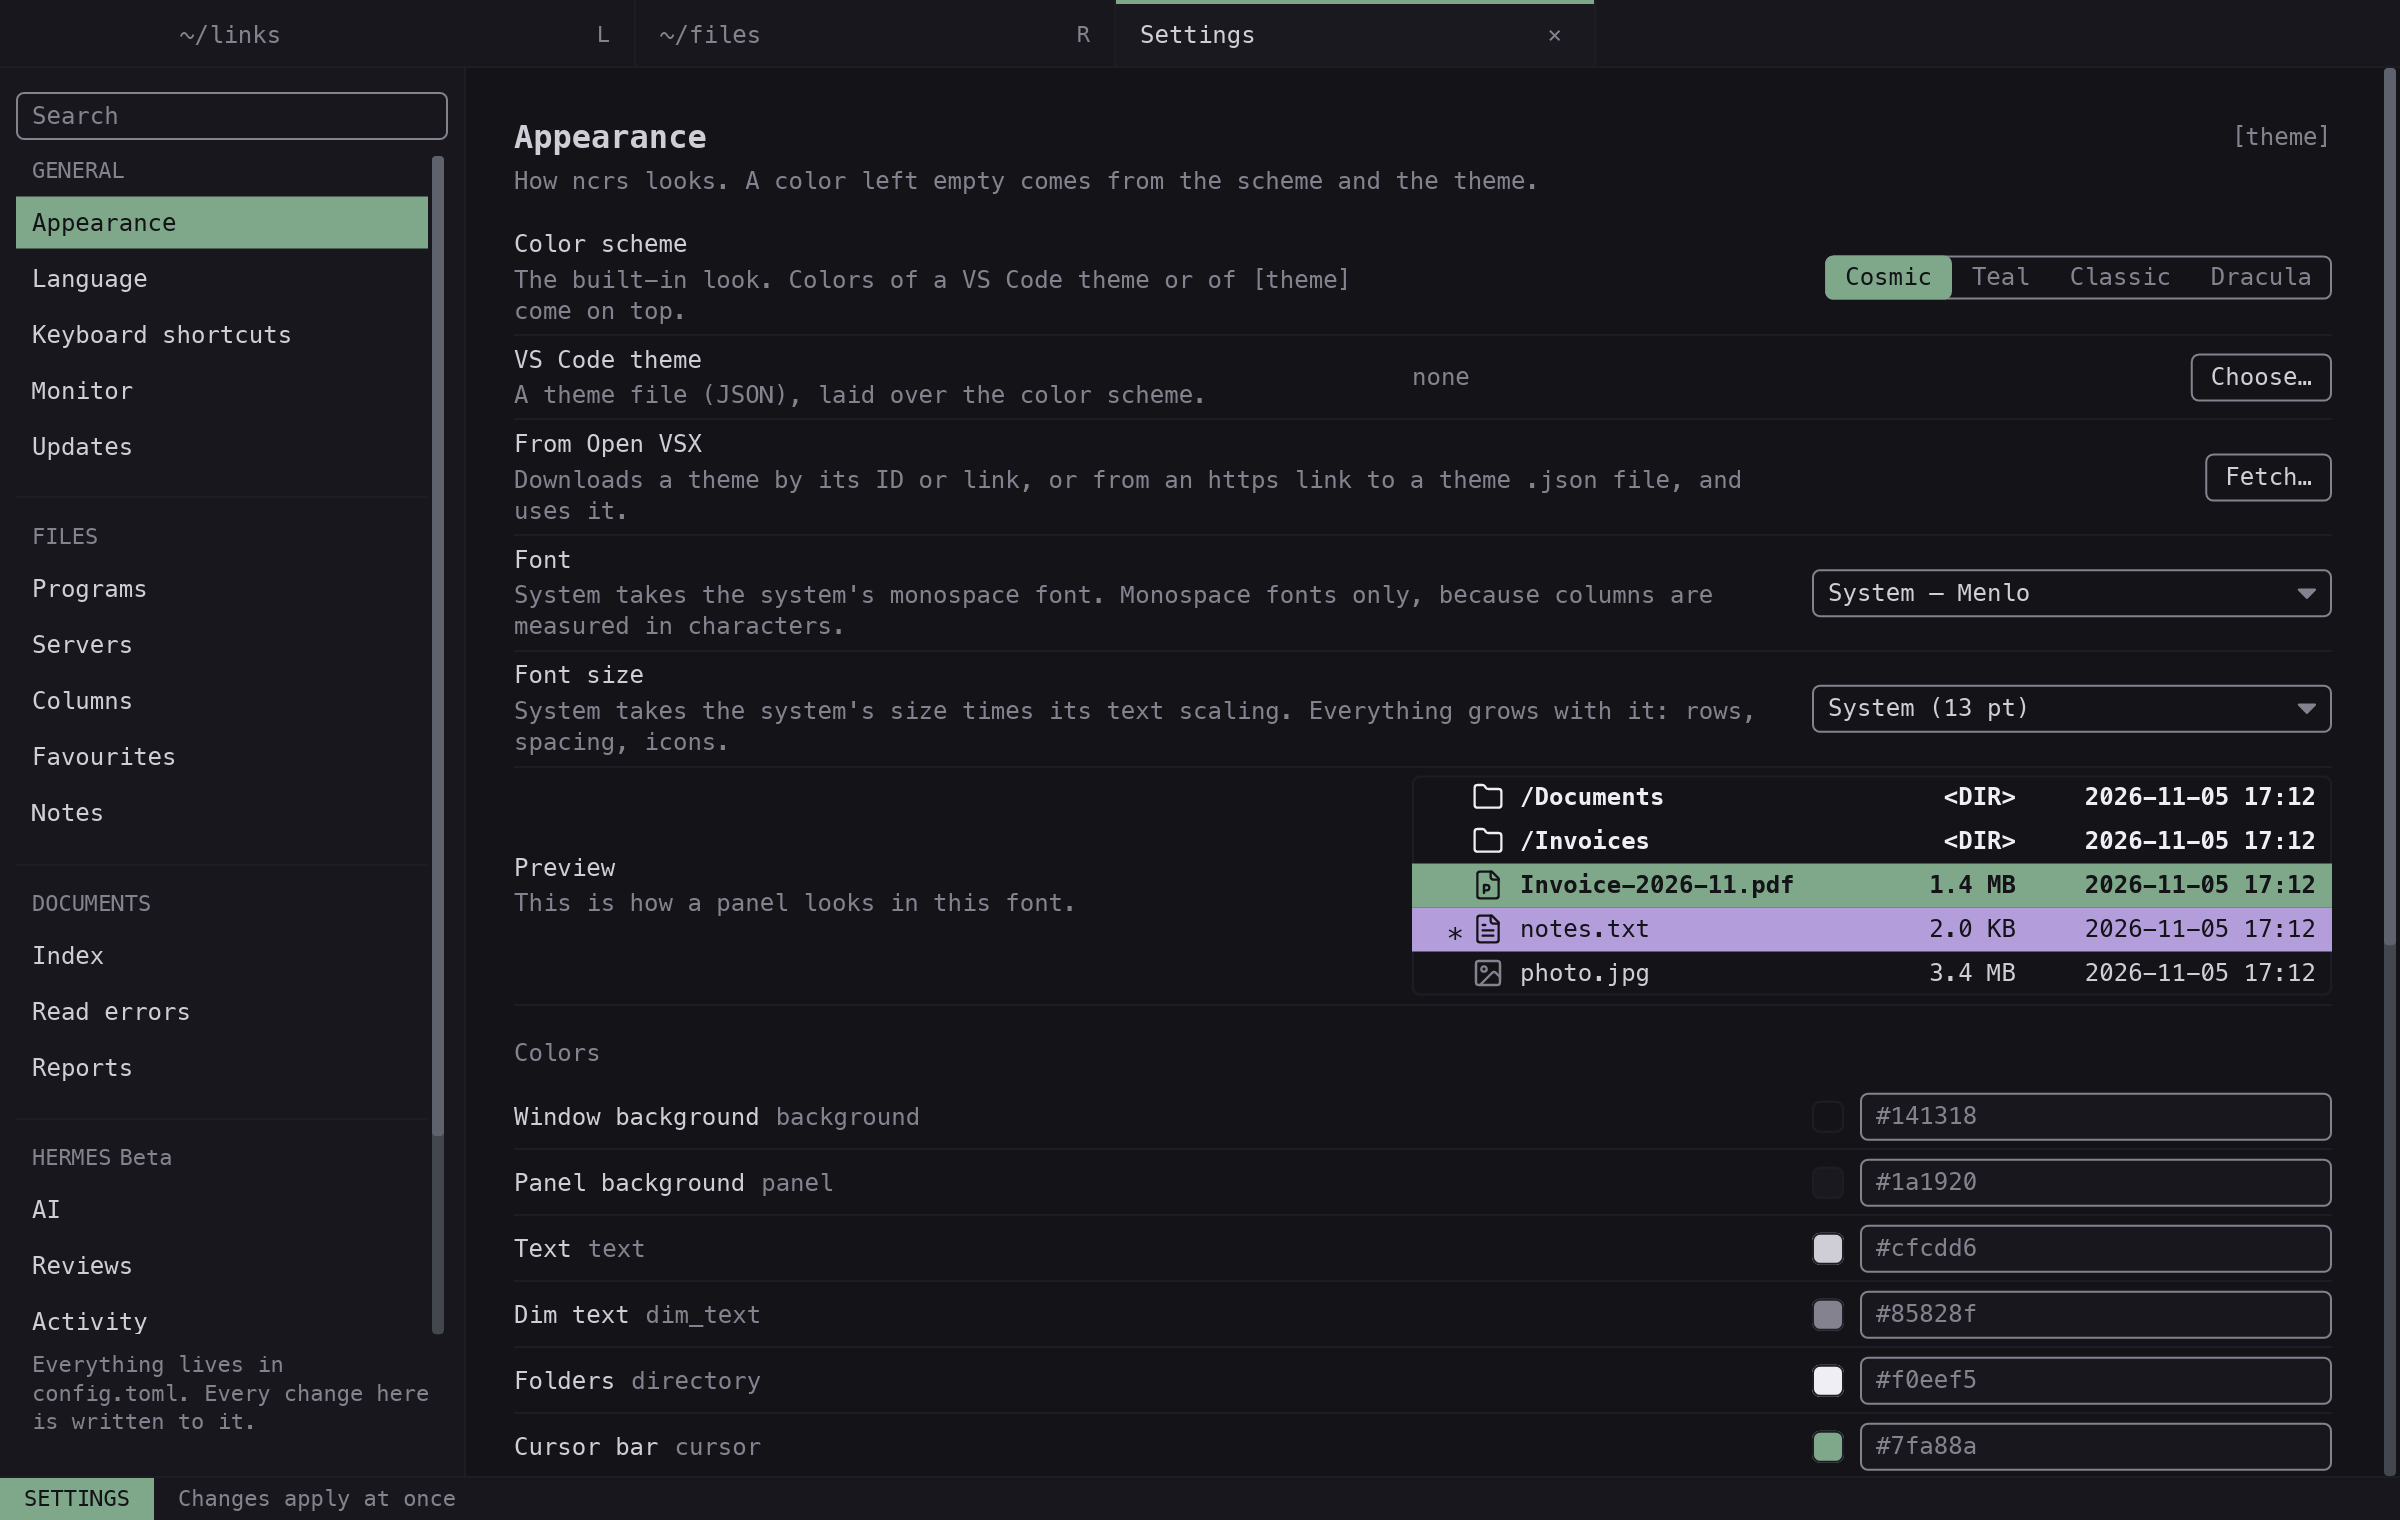 ~/links L ~/files R Settings ×
Search
GENERAL
Appearance
Language
Keyboard shortcuts
Monitor
Updates
FILES
Programs
Servers
Columns
Favourites
Notes
DOCUMENTS
Index
Read errors
Reports
HERMES Beta
AI
Reviews
Activity
Everything lives in
config.toml. Every change here
is written to it.
Appearance [theme]
How ncrs looks. A color left empty comes from the scheme and the theme.
Color scheme
The built-in look. Colors of a VS Code theme or of [theme]
come on top.
Cosmic Teal Classic Dracula
VS Code theme
A theme file (JSON), laid over the color scheme.
none Choose…
From Open VSX
Downloads a theme by its ID or link, or from an https link to a theme .json file, and
uses it.
Fetch…
Font
System takes the system's monospace font. Monospace fonts only, because columns are
measured in characters.
System — Menlo
Font size
System takes the system's size times its text scaling. Everything grows with it: rows,
spacing, icons.
System (13 pt)
Preview
This is how a panel looks in this font.
/Documents <DIR> 2026-11-05 17:12
/Invoices <DIR> 2026-11-05 17:12
Invoice-2026-11.pdf 1.4 MB 2026-11-05 17:12
* notes.txt 2.0 KB 2026-11-05 17:12
photo.jpg 3.4 MB 2026-11-05 17:12
Colors
Window background background #141318
Panel background panel #1a1920
Text text #cfcdd6
Dim text dim_text #85828f
Folders directory #f0eef5
Cursor bar cursor #7fa88a
SETTINGS Changes apply at once